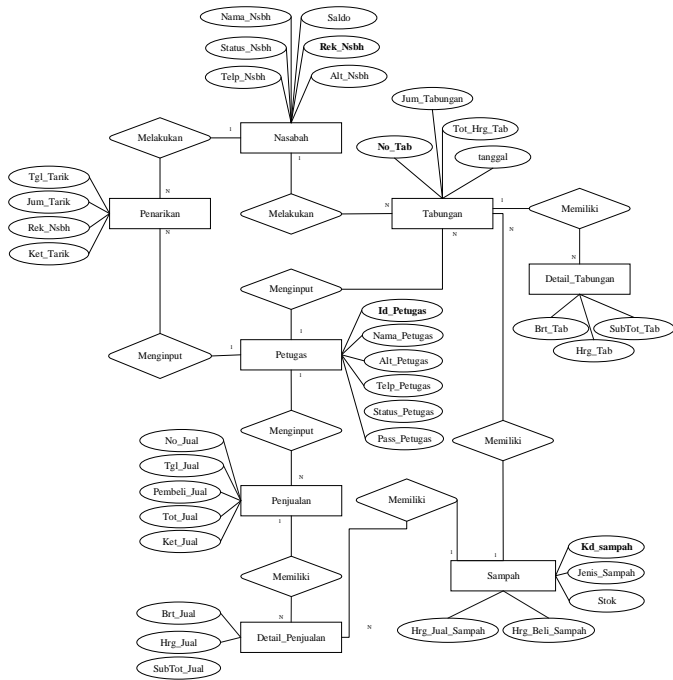 Nama_Nsbh
Saldo
Status_Nsbh
Rek_Nsbh
Telp_Nsbh
Alt_Nsbh
Jum_Tabungan
Tot_Hrg_Tab
No_Tab
tanggal
Melakukan
1
Nasabah
1
N
Tgl_Tarik
Jum_Tarik
Rek_Nsbh
Ket_Tarik
Penarikan
N
Melakukan
N
Tabungan
1
N
N
Memiliki
N
Detail_Tabungan
Brt_Tab
SubTot_Tab
Hrg_Tab
Menginput
1
Id_Petugas
Nama_Petugas
Alt_Petugas
Telp_Petugas
Status_Petugas
Pass_Petugas
Menginput
1
Petugas
1
Menginput
N
Memiliki
No_Jual
Tgl_Jual
Pembeli_Jual
Tot_Jual
Ket_Jual
Penjualan
1
Memiliki
Memiliki
N
1
1
Kd_sampah
Jenis_Sampah
Stok
Sampah
Hrg_Jual_Sampah
Hrg_Beli_Sampah
Brt_Jual
Hrg_Jual
SubTot_Jual
Detail_Penjualan
N